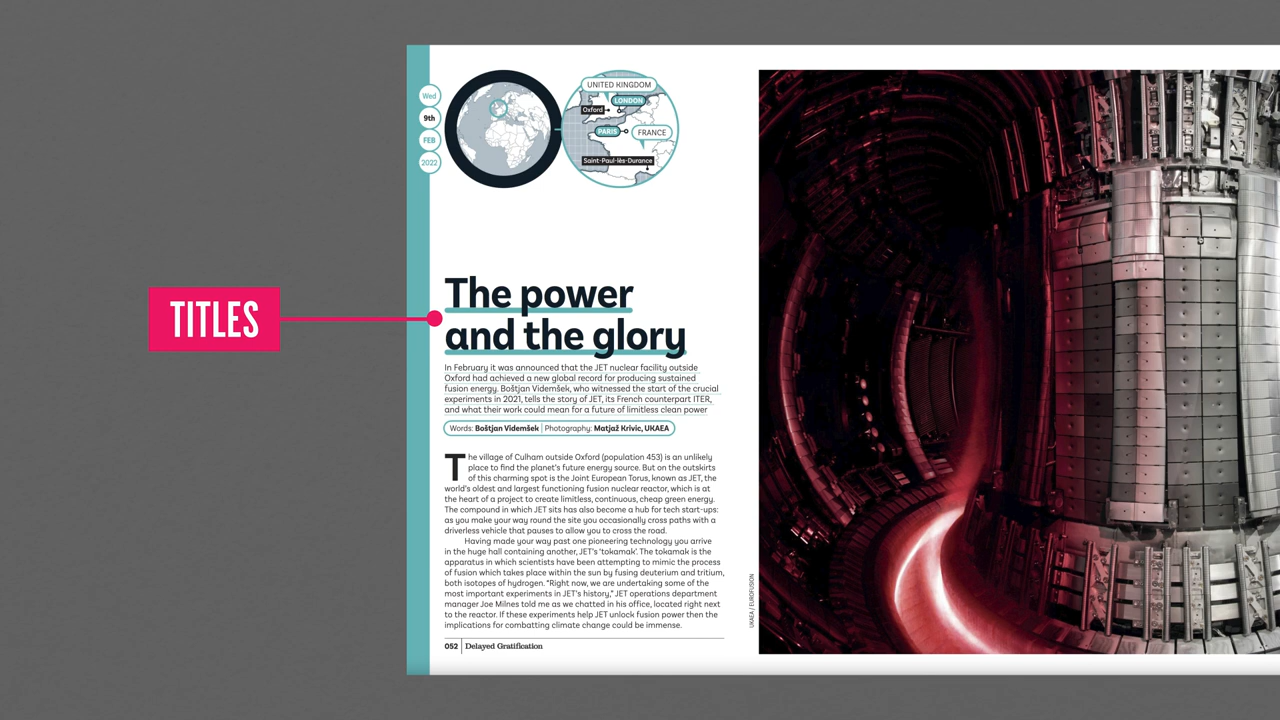 TITLES
Wed
9th
FEB
2022
UNITED KINGDOM
LONDON
Oxford
PARIS
FRANCE
Saint-Paul-lès-Durance
The power
and the glory
In February it was announced that the JET nuclear facility outside
Oxford had achieved a new global record for producing sustained
fusion energy. Boštjan Videmšek, who witnessed the start of the crucial
experiments in 2021, tells the story of JET, its French counterpart ITER,
and what their work could mean for a future of limitless clean power
Words: Boštjan Videmšek | Photography: Matjaž Krivic, UKAEA
The village of Culham outside Oxford (population 453) is an unlikely
place to find the planet's future energy source. But on the outskirts
of this charming spot is the Joint European Torus, known as JET, the
world's oldest and largest functioning fusion nuclear reactor, which is at
the heart of a project to create limitless, continuous, cheap green energy.
The compound in which JET sits has also become a hub for tech start-ups:
as you make your way round the site you occasionally cross paths with a
driverless vehicle that pauses to allow you to cross the road.
Having made your way past one pioneering technology you arrive
in the huge hall containing another, JET's 'tokamak'. The tokamak is the
apparatus in which scientists have been attempting to mimic the process
of fusion which takes place within the sun by fusing deuterium and tritium,
both isotopes of hydrogen. "Right now, we are undertaking some of the
most important experiments in JET's history," JET operations department
manager Joe Milnes told me as we chatted in his office, located right next
to the reactor. If these experiments help JET unlock fusion power then the
implications for combatting climate change could be immense.
UKAEA / EUROFUSION
052 | Delayed Gratification